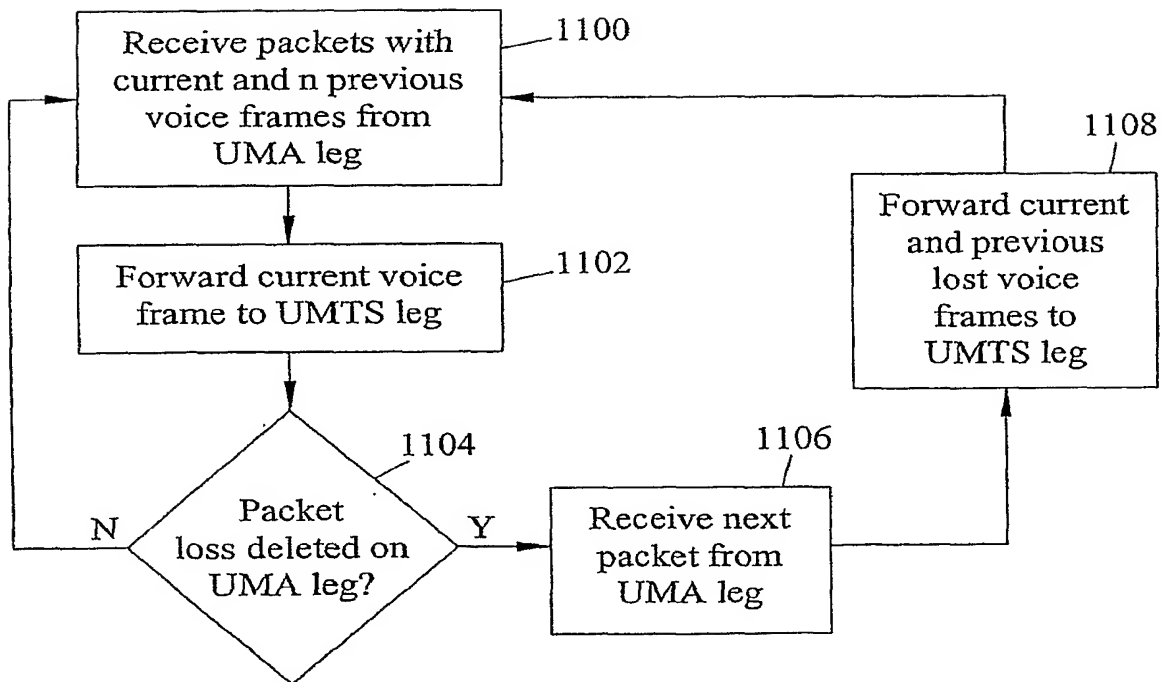 Receive packets with
current and n previous
voice frames from
UMA leg
1100
Forward current voice
frame to UMTS leg
1102
Packet
loss deleted on
UMA leg?
1104
N
Y
Receive next
packet from
UMA leg
1106
Forward current
and previous
lost voice
frames to
UMTS leg
1108